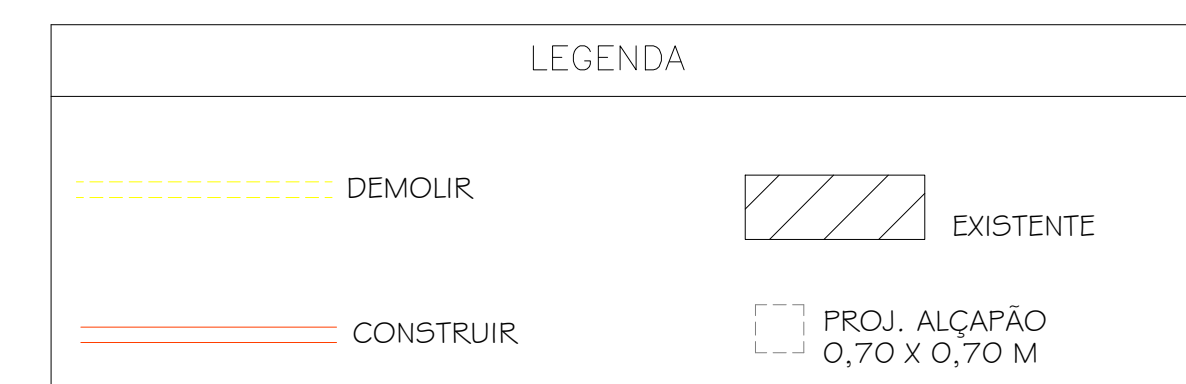 LEGENDA
DEMOLIR
EXISTENTE
CONSTRUIR
PROJ. ALÇAPÃO
0,70 X 0,70 M